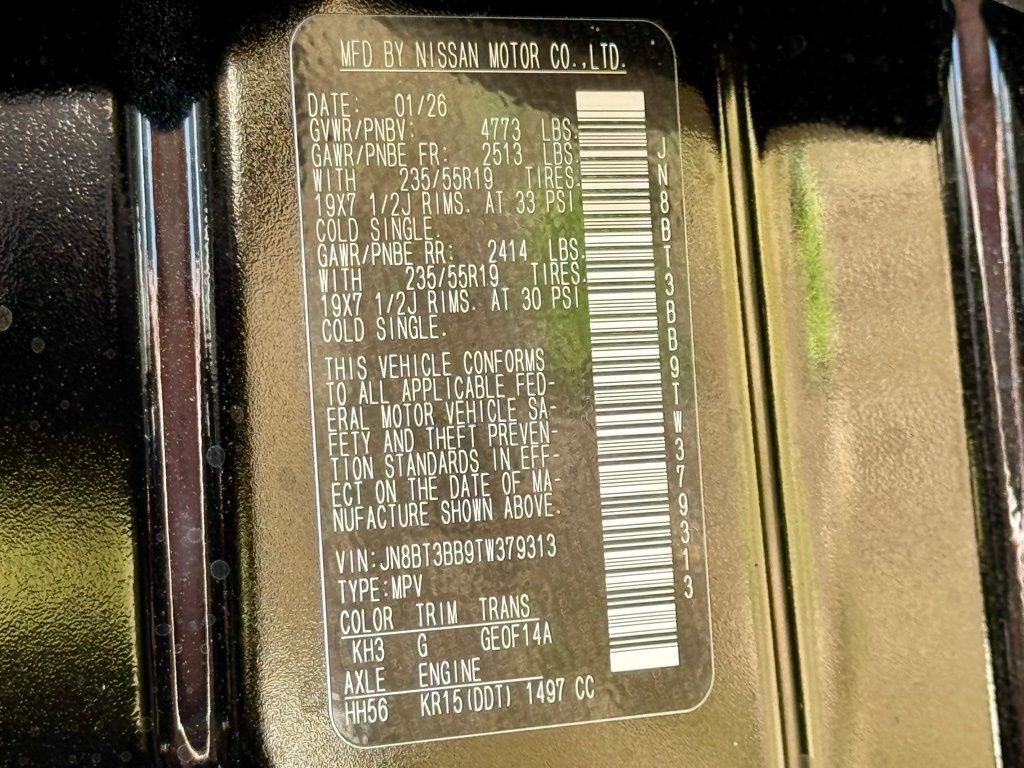 MFD BY NISSAN MOTOR CO.,LTD.
DATE: 01/26
GVWR/PNBV: 4773 LBS.
GAWR/PNBE FR: 2513 LBS.
WITH 235/55R19 TIRES.
19X7 1/2J RIMS. AT 33 PSI
COLD SINGLE.
GAWR/PNBE RR: 2414 LBS.
WITH 235/55R19 TIRES.
19X7 1/2J RIMS. AT 30 PSI
COLD SINGLE.
THIS VEHICLE CONFORMS
TO ALL APPLICABLE FED-
ERAL MOTOR VEHICLE SA-
FETY AND THEFT PREVEN-
TION STANDARDS IN EFF-
ECT ON THE DATE OF MA-
NUFACTURE SHOWN ABOVE.
VIN:JN8BT3BB9TW379313
TYPE:MPV
COLOR TRIM TRANS
KH3 G GE0F14A
AXLE ENGINE
HH56 KR15(DDT) 1497 CC
JN8BT3BB9TW379313